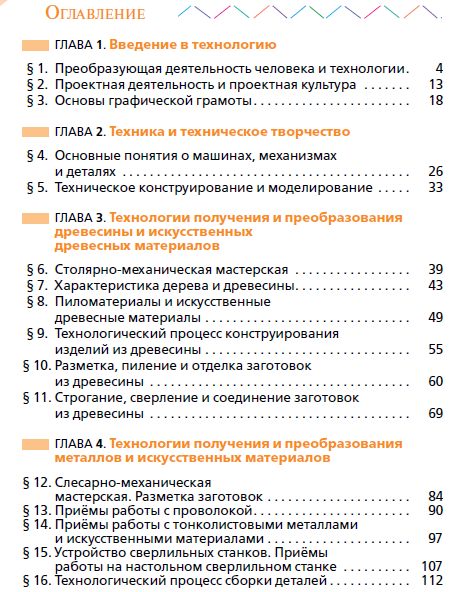 Оглавление
ГЛАВА 1. Введение в технологию
§ 1. Преобразующая деятельность человека и технологии. 4
§ 2. Проектная деятельность и проектная культура ....... 13
§ 3. Основы графической грамоты..................... 18
ГЛАВА 2. Техника и техническое творчество
§ 4. Основные понятия о машинах, механизмах
и деталях ...................................... 26
§ 5. Техническое конструирование и моделирование ..... 33
ГЛАВА 3. Технологии получения и преобразования
древесины и искусственных
древесных материалов
§ 6. Столярно-механическая мастерская ............... 39
§ 7. Характеристика дерева и древесины............... 43
§ 8. Пиломатериалы и искусственные
древесные материалы ........................... 49
§ 9. Технологический процесс конструирования
изделий из древесины ........................... 55
§ 10. Разметка, пиление и отделка заготовок
из древесины .................................. 60
§ 11. Строгание, сверление и соединение заготовок
из древесины .................................. 69
ГЛАВА 4. Технологии получения и преобразования
металлов и искусственных материалов
§ 12. Слесарно-механическая
мастерская. Разметка заготовок ................... 84
§ 13. Приёмы работы с проволокой..................... 90
§ 14. Приёмы работы с тонколистовыми металлами
и искусственными материалами ................... 97
§ 15. Устройство сверлильных станков. Приёмы
работы на настольном сверлильном станке ......... 107
§ 16. Технологический процесс сборки деталей ........... 112